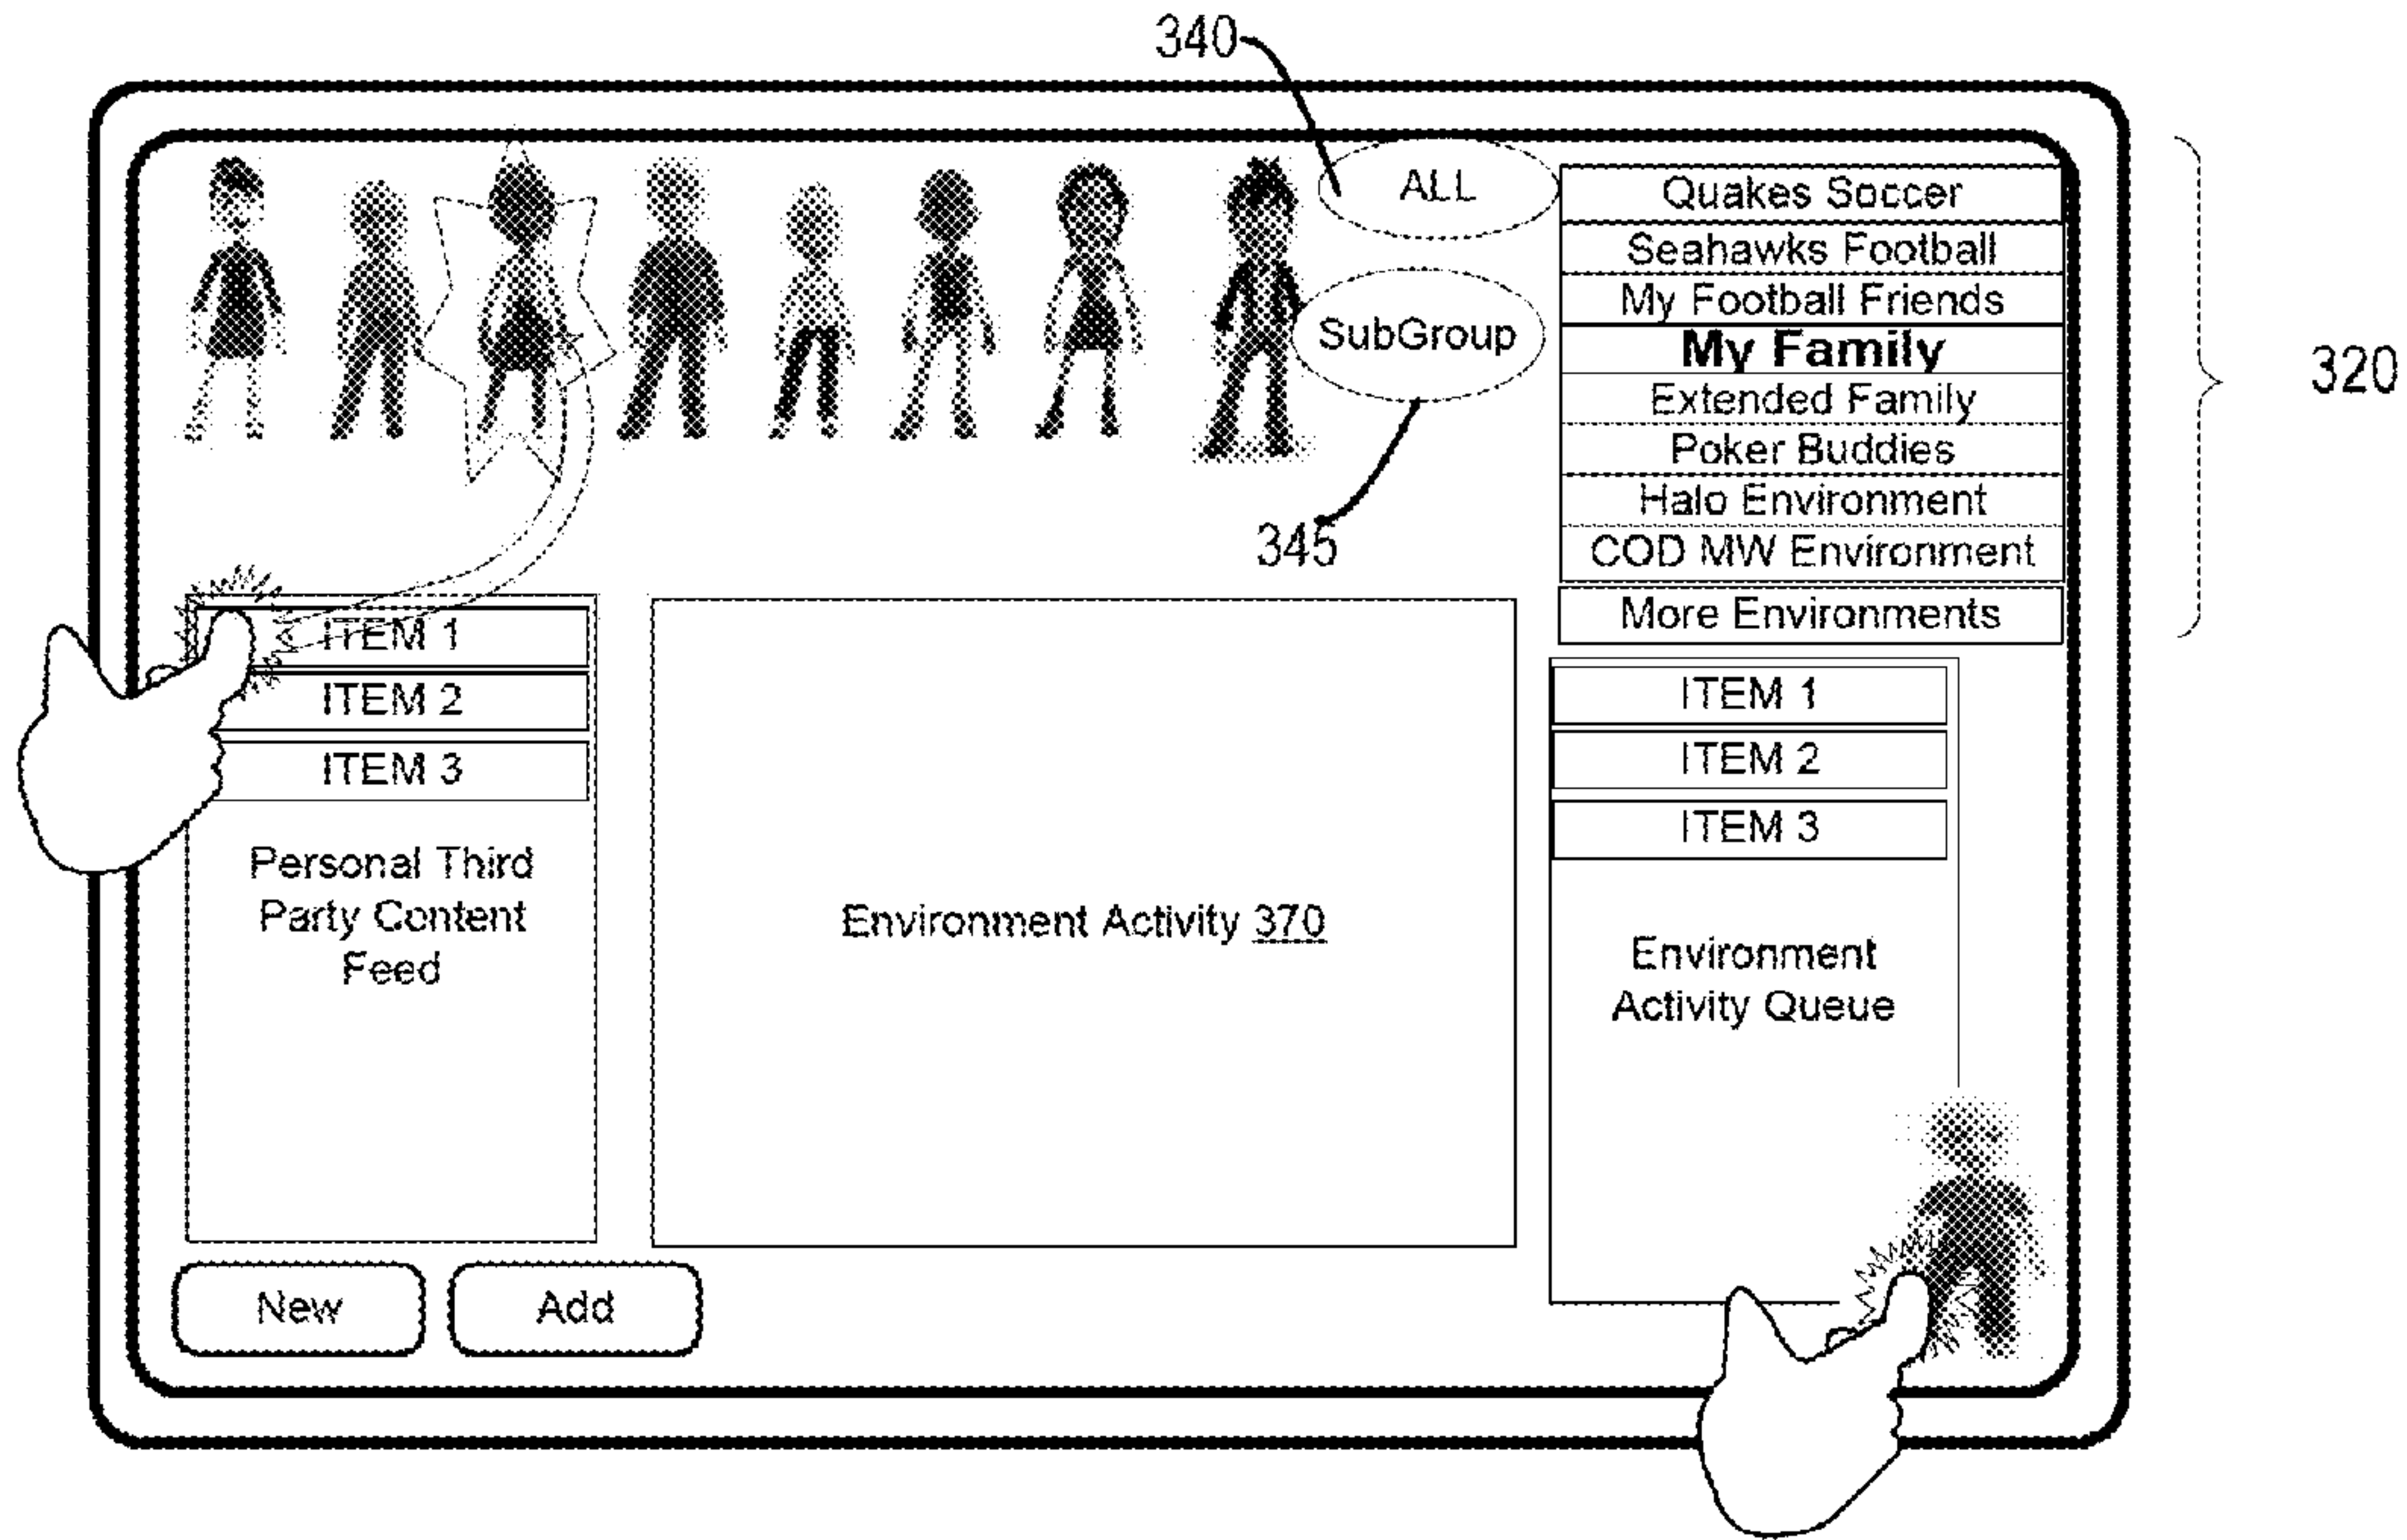 340
ALL
SubGroup
345
Quakes Soccer
Seahawks Football
My Football Friends
My Family
Extended Family
Poker Buddies
Halo Environment
COD MW Environment
More Environments
320
ITEM 1
ITEM 2
ITEM 3
Personal Third
Party Content
Feed
Environment Activity 370
ITEM 1
ITEM 2
ITEM 3
Environment
Activity Queue
New
Add